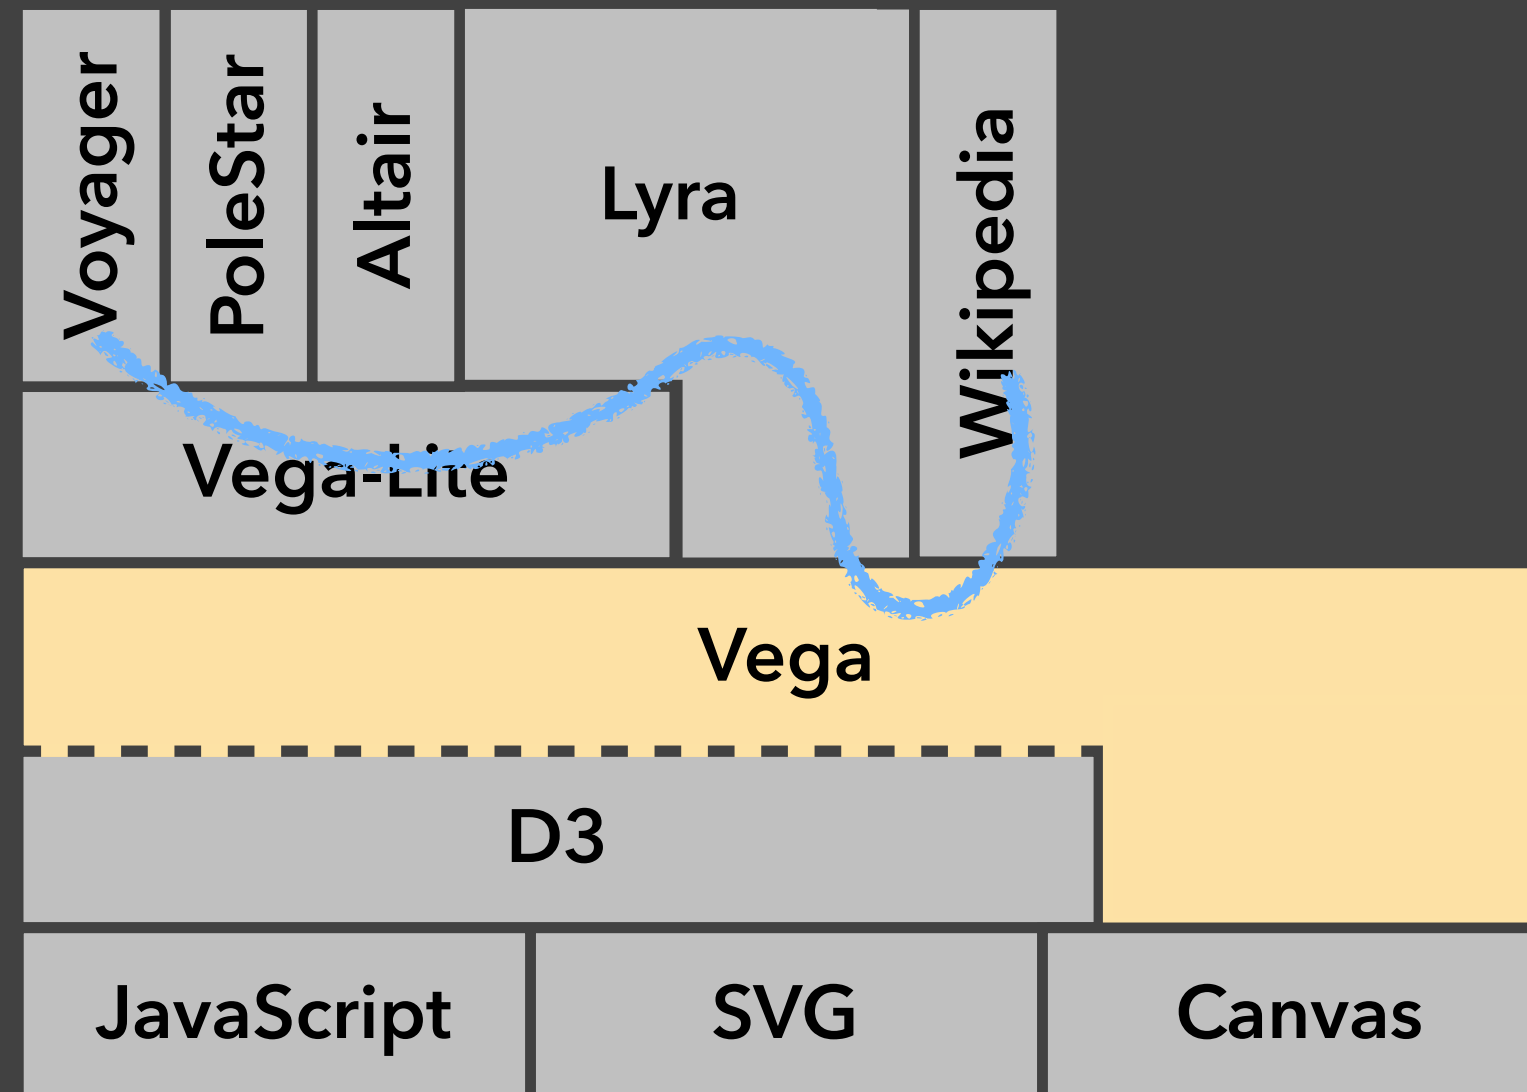 Voyager
PoleStar
Altair
Lyra
Wikipedia
Vega-Lite
Vega
D3
JavaScript
SVG
Canvas